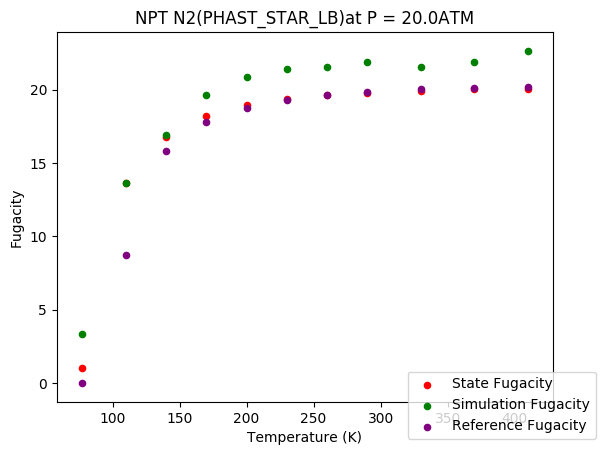 NPT N2(PHAST_STAR_LB)at P = 20.0ATM
Fugacity
20
15
10
5
0
100 150 200 250 300 350 400
Temperature (K)
State Fugacity
Simulation Fugacity
Reference Fugacity